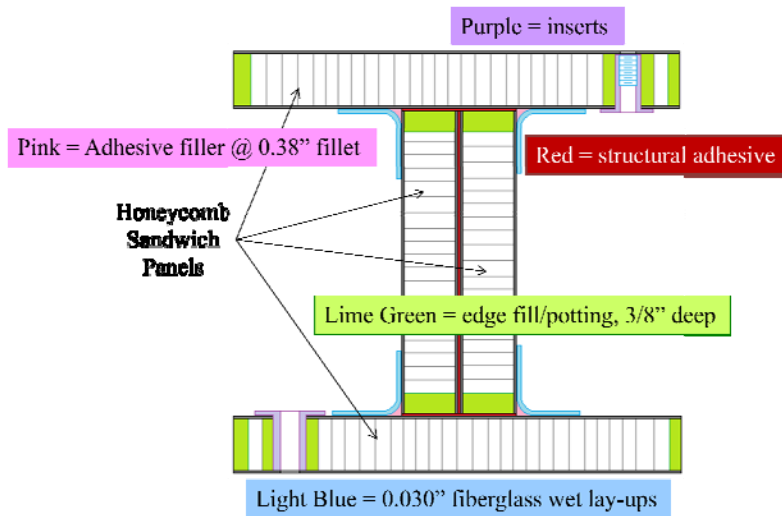 Purple = inserts
Pink = Adhesive filler @ 0.38” fillet
Red = structural adhesive
Honeycomb
Sandwich
Panels
Lime Green = edge fill/potting, 3/8” deep
Light Blue = 0.030” fiberglass wet lay-ups